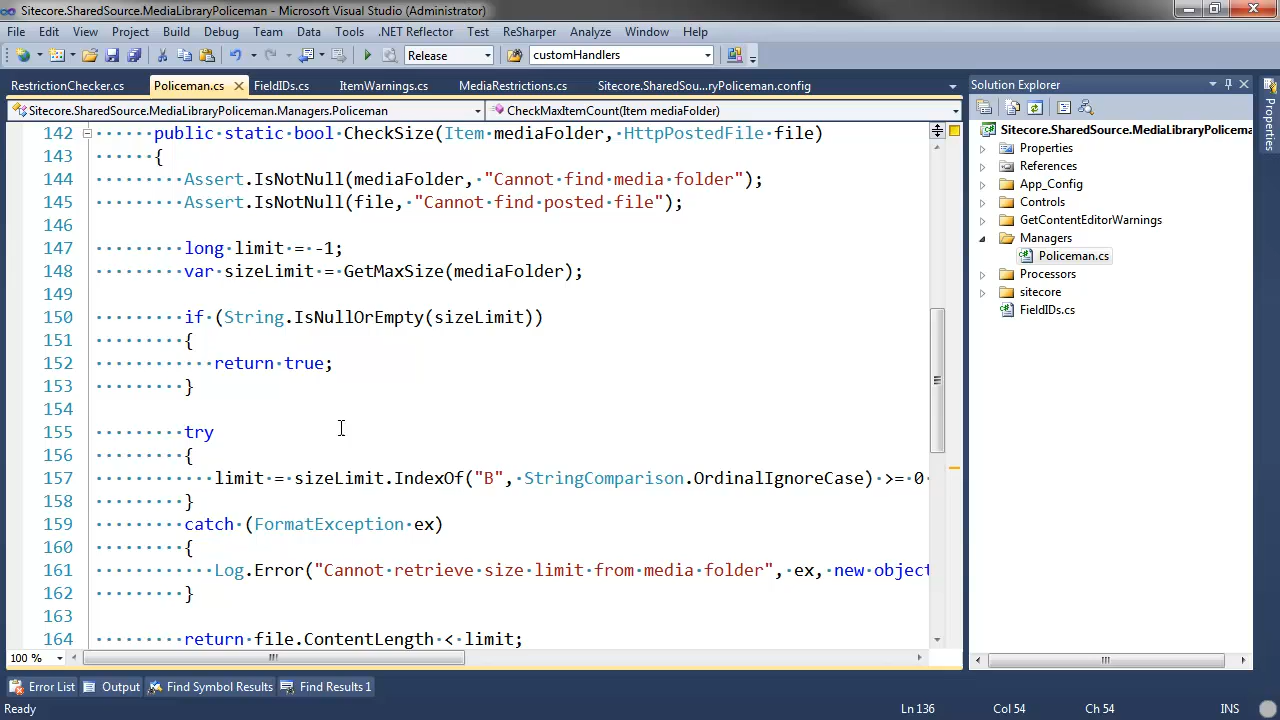 Sitecore.SharedSource.MediaLibraryPoliceman - Microsoft Visual Studio (Administrator)
File Edit View Project Build Debug Team Data Tools .NET Reflector Test ReSharper Analyze Window Help
Release customHandlers
RestrictionChecker.cs Policeman.cs FieldIDs.cs ItemWarnings.cs MediaRestrictions.cs Sitecore.SharedSou...ryPoliceman.config
Sitecore.SharedSource.MediaLibraryPoliceman.Managers.Policeman CheckMaxItemCount(Item mediaFolder)
142 public static bool CheckSize(Item mediaFolder, HttpPostedFile file)
143 {
144 Assert.IsNotNull(mediaFolder, "Cannot find media folder");
145 Assert.IsNotNull(file, "Cannot find posted file");
146
147 long limit = -1;
148 var sizeLimit = GetMaxSize(mediaFolder);
149
150 if (String.IsNullOrEmpty(sizeLimit))
151 {
152 return true;
153 }
154
155 try
156 {
157 limit = sizeLimit.IndexOf("B", StringComparison.OrdinalIgnoreCase) >= 0
158 }
159 catch (FormatException ex)
160 {
161 Log.Error("Cannot retrieve size limit from media folder", ex, new object
162 }
163
164 return file.ContentLength < limit;
100 %
Solution Explorer
Sitecore.SharedSource.MediaLibraryPolicema
Properties
References
App_Config
Controls
GetContentEditorWarnings
Managers
Policeman.cs
Processors
sitecore
FieldIDs.cs
Properties
Error List Output Find Symbol Results Find Results 1
Ready Ln 136 Col 54 Ch 54 INS